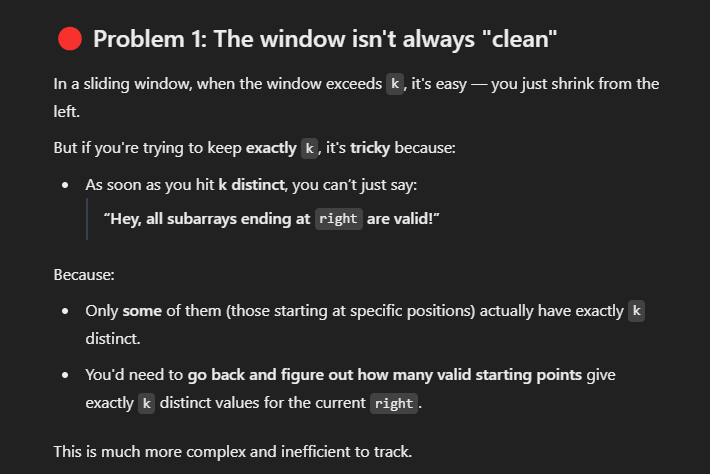 Problem 1: The window isn't always "clean"
In a sliding window, when the window exceeds k, it's easy — you just shrink from the
left.
But if you're trying to keep exactly k, it's tricky because:
• As soon as you hit k distinct, you can't just say:
“Hey, all subarrays ending at right are valid!”
Because:
• Only some of them (those starting at specific positions) actually have exactly k
distinct.
• You'd need to go back and figure out how many valid starting points give
exactly k distinct values for the current right.
This is much more complex and inefficient to track.